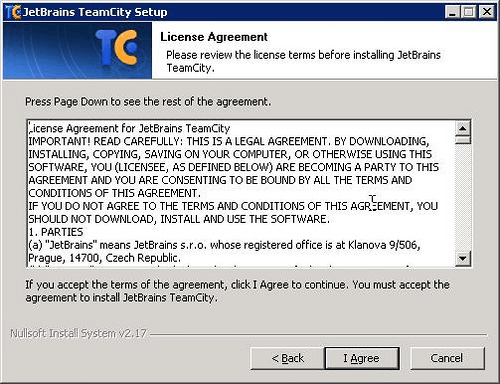 JetBrains TeamCity Setup
TC
License Agreement
Please review the license terms before installing JetBrains
TeamCity.
Press Page Down to see the rest of the agreement.
License Agreement for JetBrains TeamCity
IMPORTANT! READ CAREFULLY: THIS IS A LEGAL AGREEMENT. BY DOWNLOADING,
INSTALLING, COPYING, SAVING ON YOUR COMPUTER, OR OTHERWISE USING THIS
SOFTWARE, YOU (LICENSEE, AS DEFINED BELOW) ARE BECOMING A PARTY TO THIS
AGREEMENT AND YOU ARE CONSENTING TO BE BOUND BY ALL THE TERMS AND
CONDITIONS OF THIS AGREEMENT.
IF YOU DO NOT AGREE TO THE TERMS AND CONDITIONS OF THIS AGREEMENT, YOU
SHOULD NOT DOWNLOAD, INSTALL AND USE THE SOFTWARE.
1. PARTIES
(a) "JetBrains" means JetBrains s.r.o. whose registered office is at Klanova 9/506,
Prague, 14700, Czech Republic.
If you accept the terms of the agreement, click I Agree to continue. You must accept the
agreement to install JetBrains TeamCity.
Nullsoft Install System v2.17
< Back
I Agree
Cancel